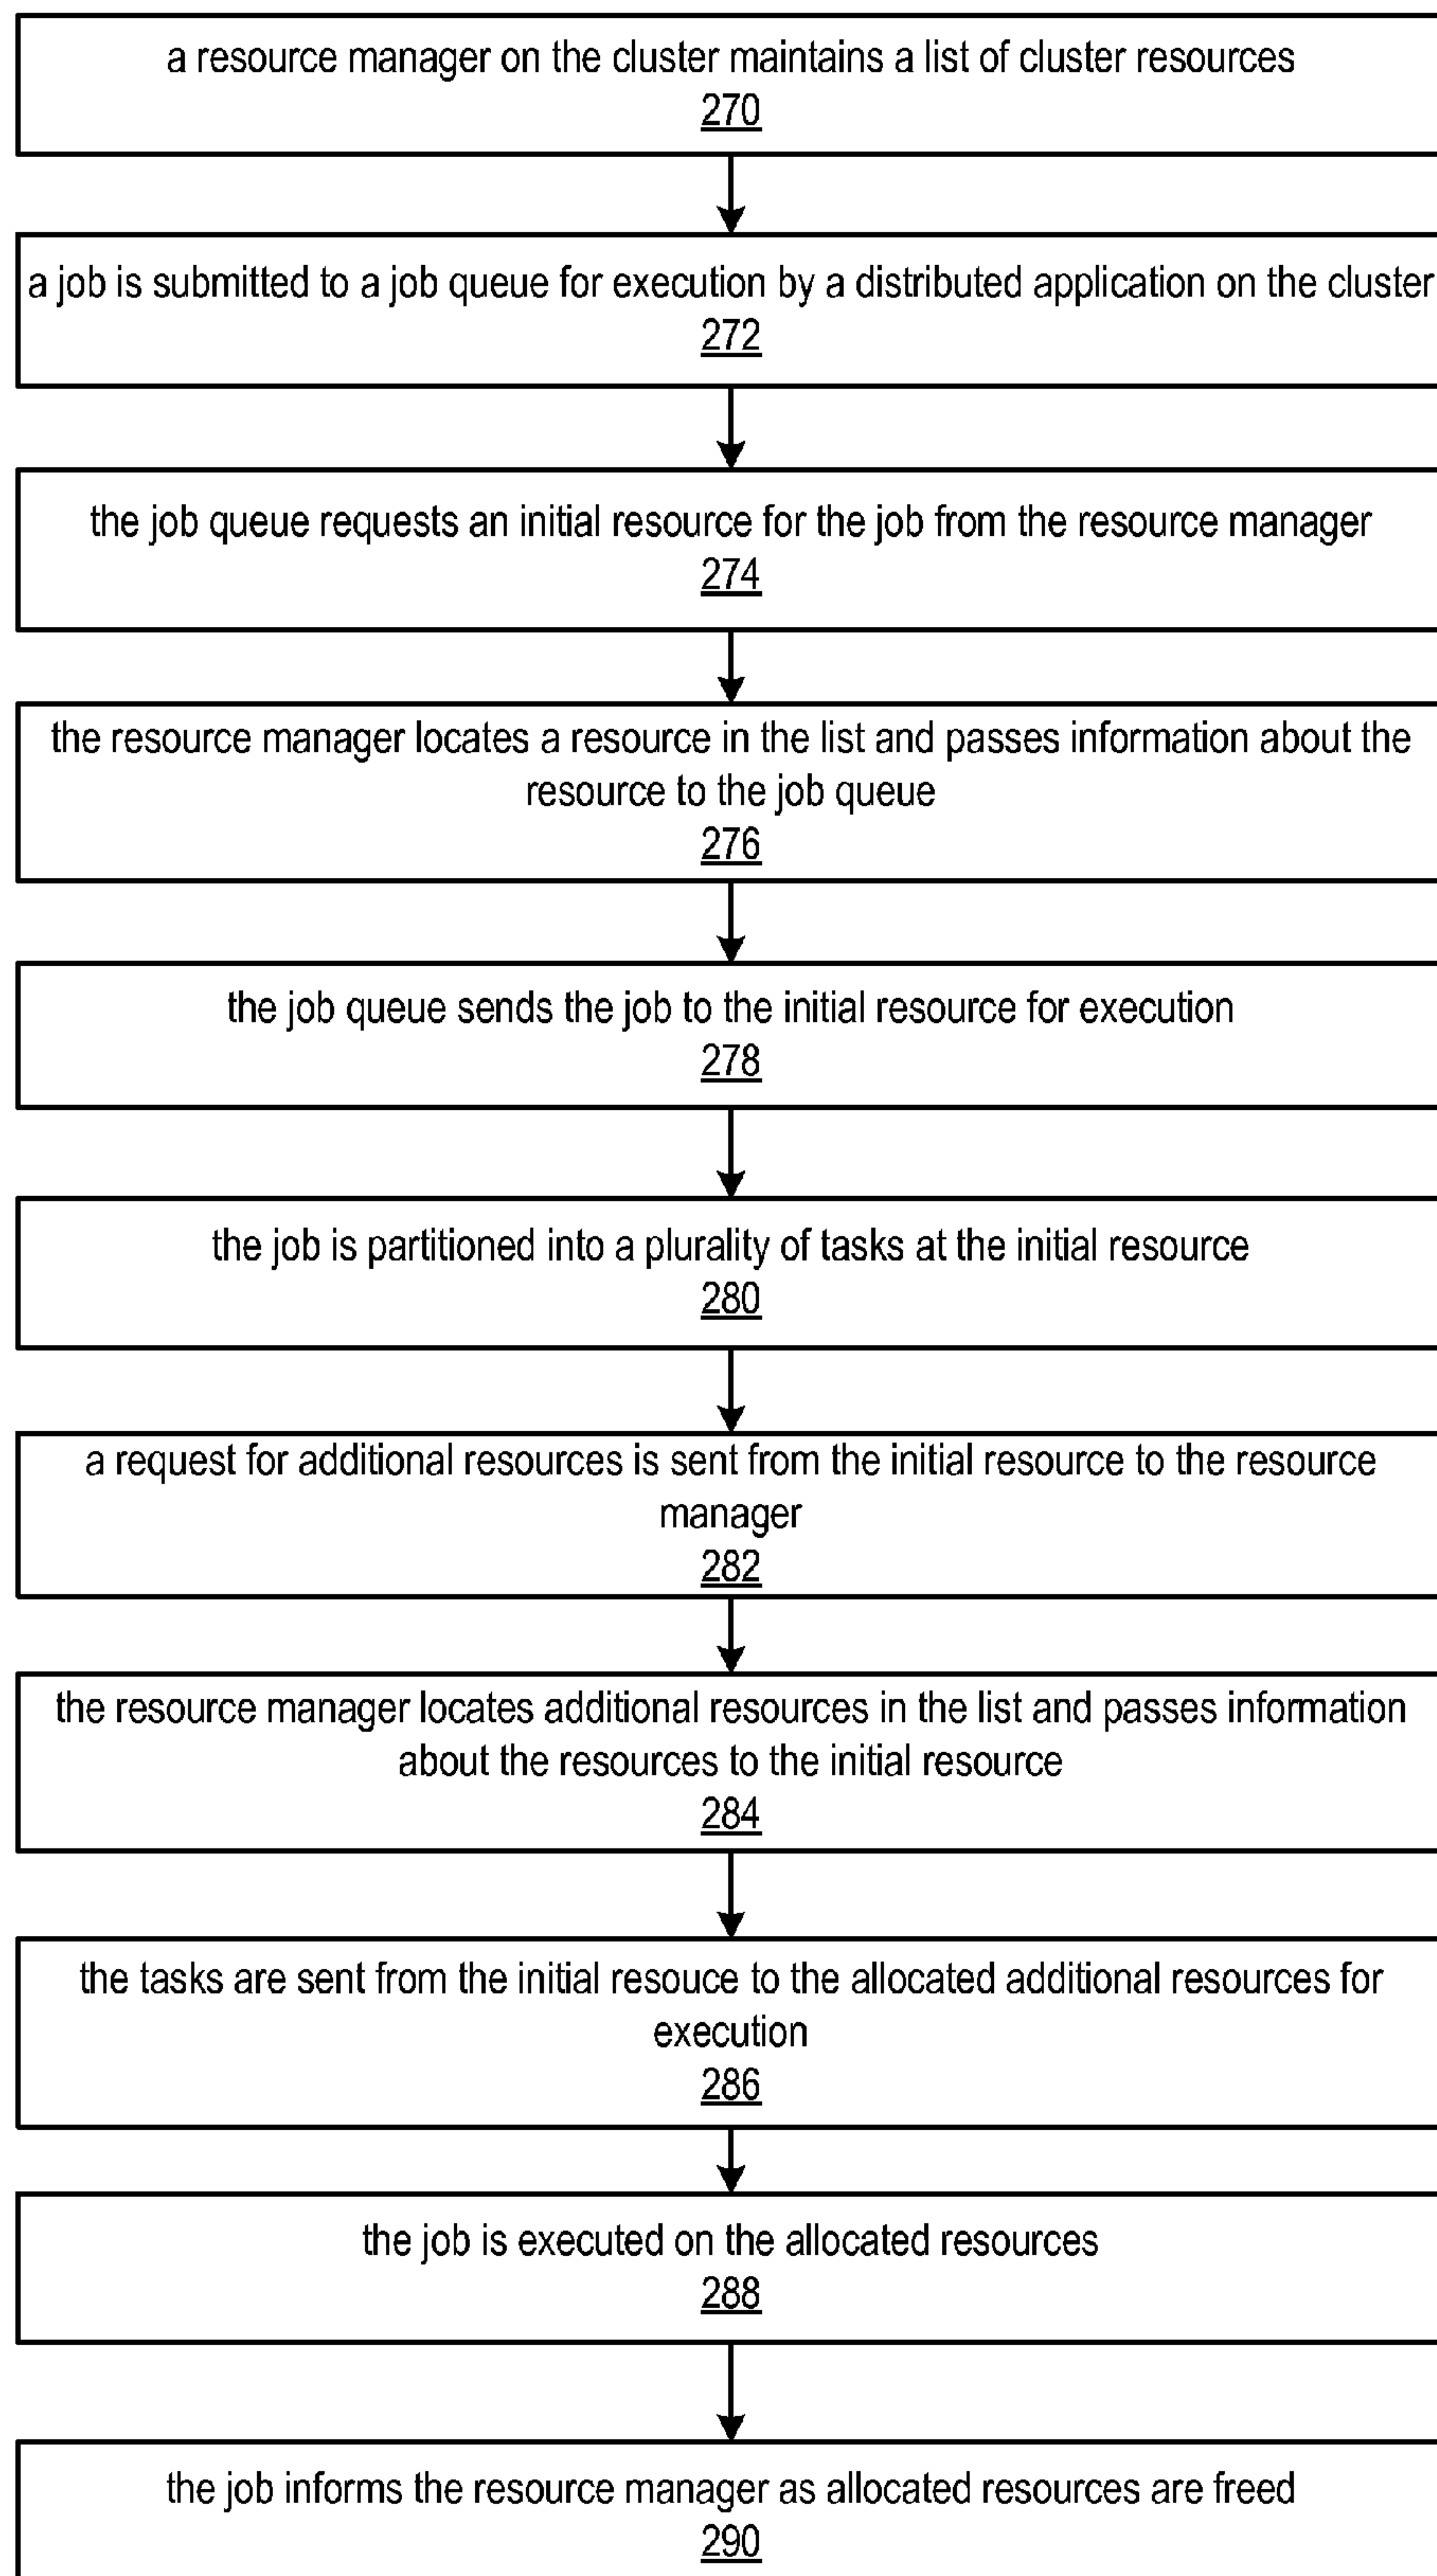 a resource manager on the cluster maintains a list of cluster resources
270
a job is submitted to a job queue for execution by a distributed application on the cluster
272
the job queue requests an initial resource for the job from the resource manager
274
the resource manager locates a resource in the list and passes information about the
resource to the job queue
276
the job queue sends the job to the initial resource for execution
278
the job is partitioned into a plurality of tasks at the initial resource
280
a request for additional resources is sent from the initial resource to the resource
manager
282
the resource manager locates additional resources in the list and passes information
about the resources to the initial resource
284
the tasks are sent from the initial resouce to the allocated additional resources for
execution
286
the job is executed on the allocated resources
288
the job informs the resource manager as allocated resources are freed
290